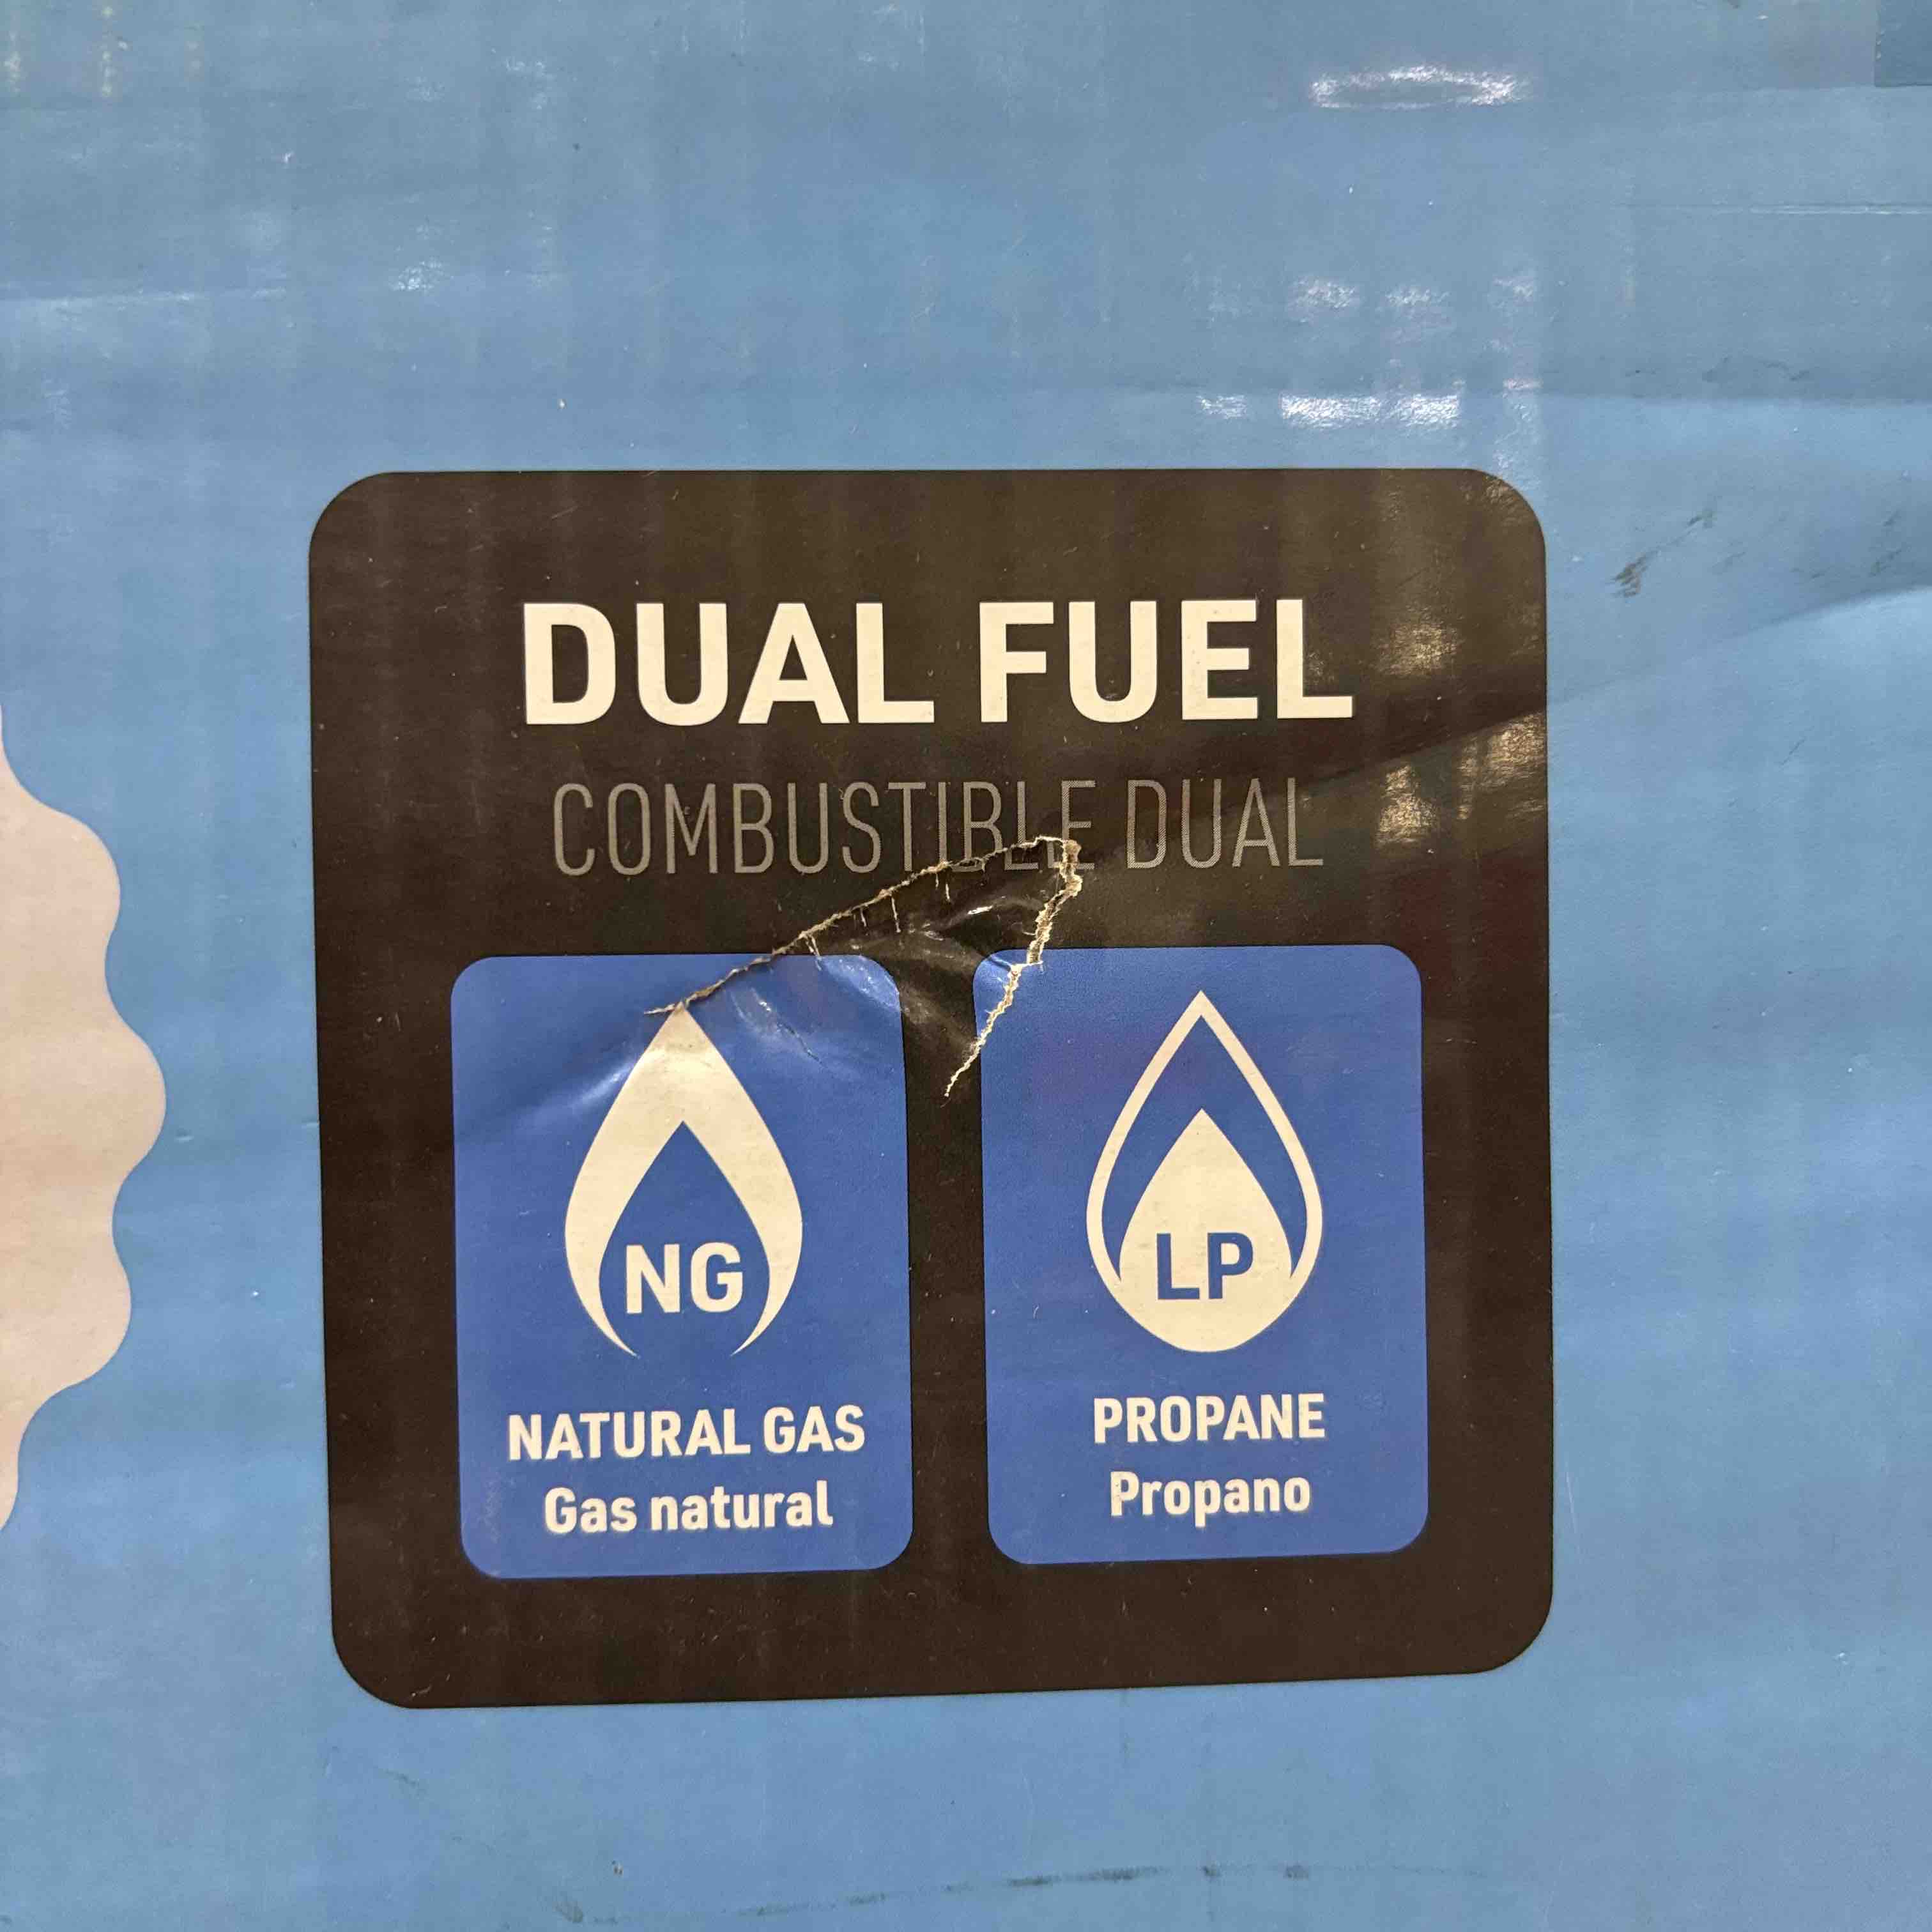 DUAL FUEL
COMBUSTIBLE DUAL
NG
NATURAL GAS
Gas natural
LP
PROPANE
Propano